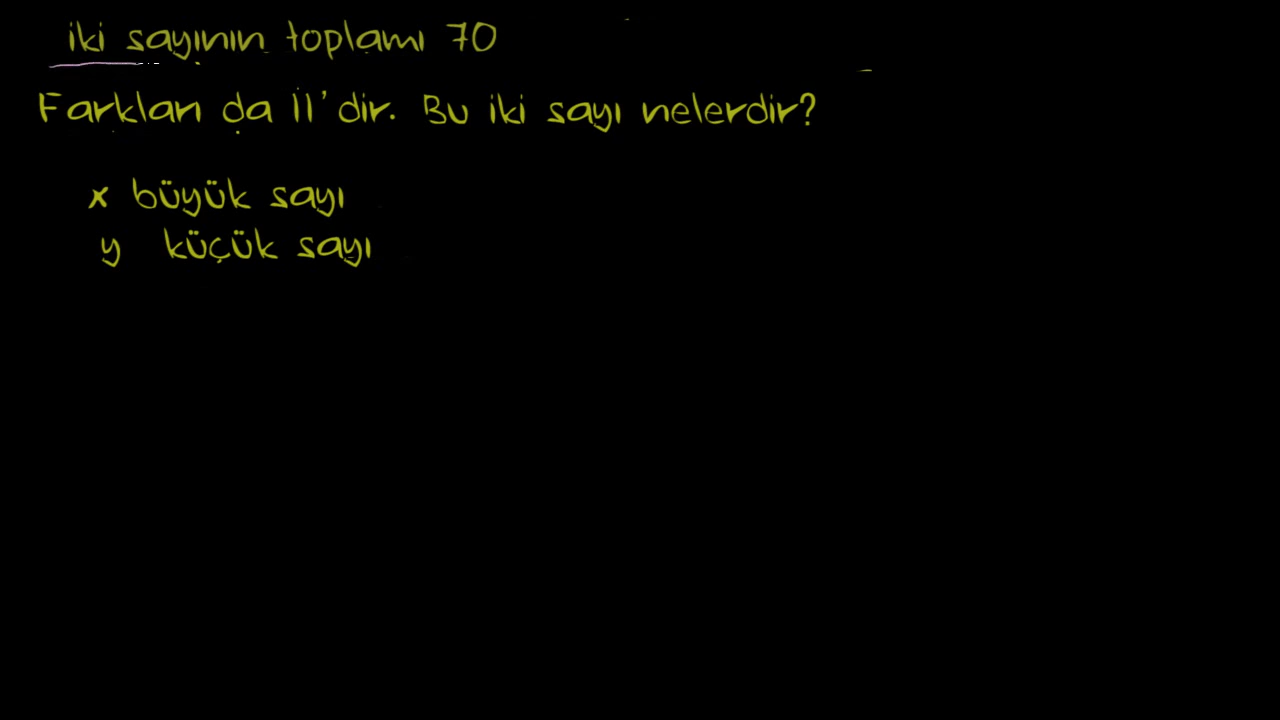 iki sayının toplamı 70
Farkları da 11'dir. Bu iki sayı nelerdir?
x büyük sayı
y küçük sayı